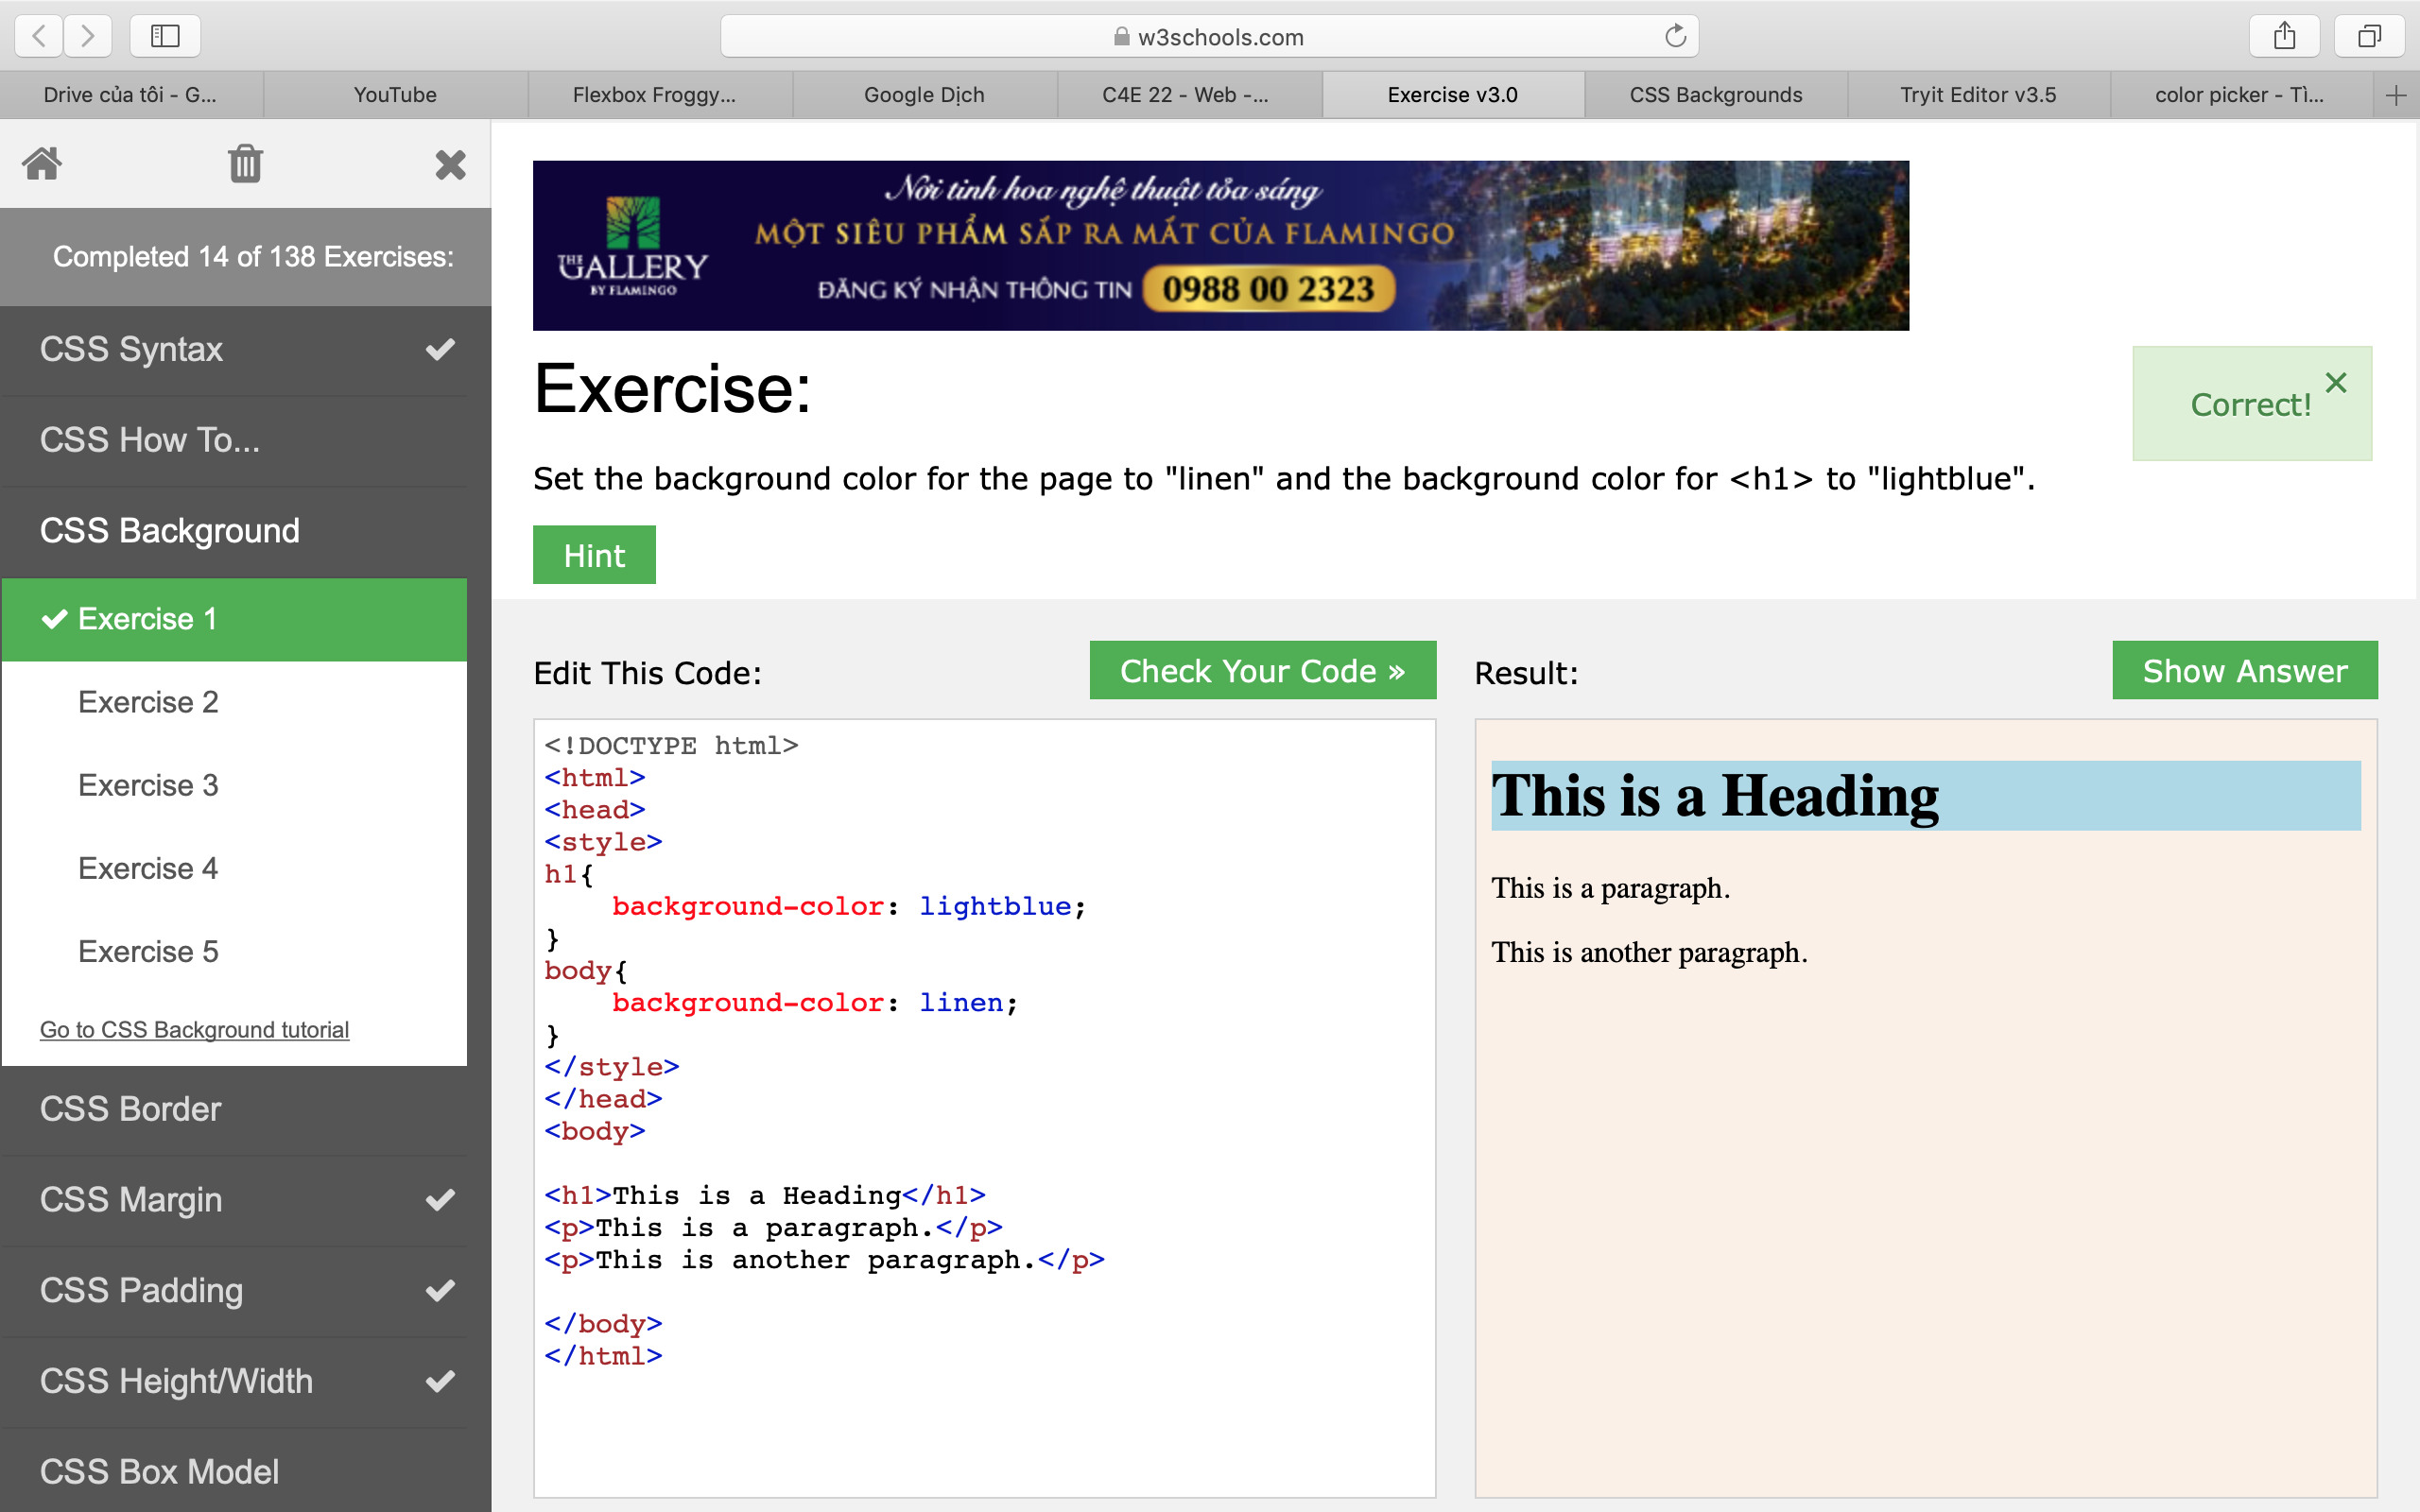 w3schools.com
Drive của tôi - G...
YouTube
Flexbox Froggy...
Google Dịch
C4E 22 - Web -...
Exercise v3.0
CSS Backgrounds
Tryit Editor v3.5
color picker - Tì...
Completed 14 of 138 Exercises:
CSS Syntax
CSS How To...
CSS Background
Exercise 1
Exercise 2
Exercise 3
Exercise 4
Exercise 5
Go to CSS Background tutorial
CSS Border
CSS Margin
CSS Padding
CSS Height/Width
CSS Box Model
THE GALLERY
BY FLAMINGO
Nơi tinh hoa nghệ thuật tỏa sáng
MỘT SIÊU PHẨM SẮP RA MẮT CỦA FLAMINGO
ĐĂNG KÝ NHẬN THÔNG TIN 0988 00 2323
Exercise:
Correct!
Set the background color for the page to "linen" and the background color for <h1> to "lightblue".
Hint
Edit This Code:
Check Your Code »
<!DOCTYPE html>
<html>
<head>
<style>
h1{
    background-color: lightblue;
}
body{
    background-color: linen;
}
</style>
</head>
<body>
<h1>This is a Heading</h1>
<p>This is a paragraph.</p>
<p>This is another paragraph.</p>
</body>
</html>
Result:
Show Answer
This is a Heading
This is a paragraph.
This is another paragraph.